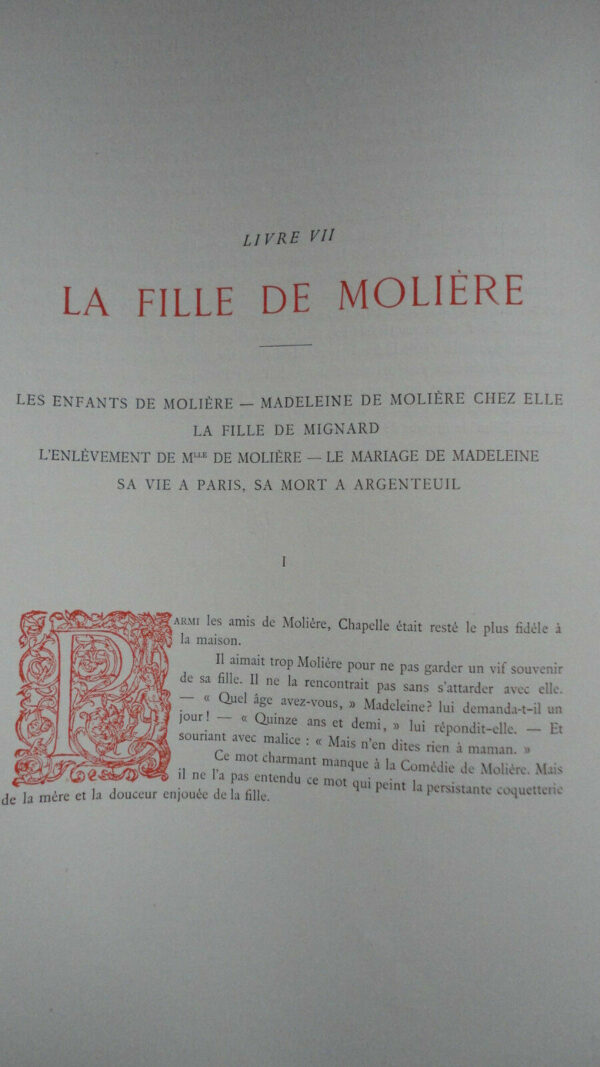 LIVRE VII
LA FILLE DE MOLIÈRE
LES ENFANTS DE MOLIÈRE — MADELEINE DE MOLIÈRE CHEZ ELLE
LA FILLE DE MIGNARD
L'ENLÈVEMENT DE Mlle DE MOLIÈRE — LE MARIAGE DE MADELEINE
SA VIE A PARIS, SA MORT A ARGENTEUIL
I
PARMI les amis de Molière, Chapelle était resté le plus fidèle à
la maison.
Il aimait trop Molière pour ne pas garder un vif souvenir
de sa fille. Il ne la rencontrait pas sans s'attarder avec elle.
— « Quel âge avez-vous, » Madeleine? lui demanda-t-il un
jour! — « Quinze ans et demi, » lui répondit-elle. — Et
souriant avec malice : « Mais n'en dites rien à maman. »
Ce mot charmant manque à la Comédie de Molière. Mais
il ne l'a pas entendu ce mot qui peint la persistante coquetterie
de la mère et la douceur enjouée de la fille.